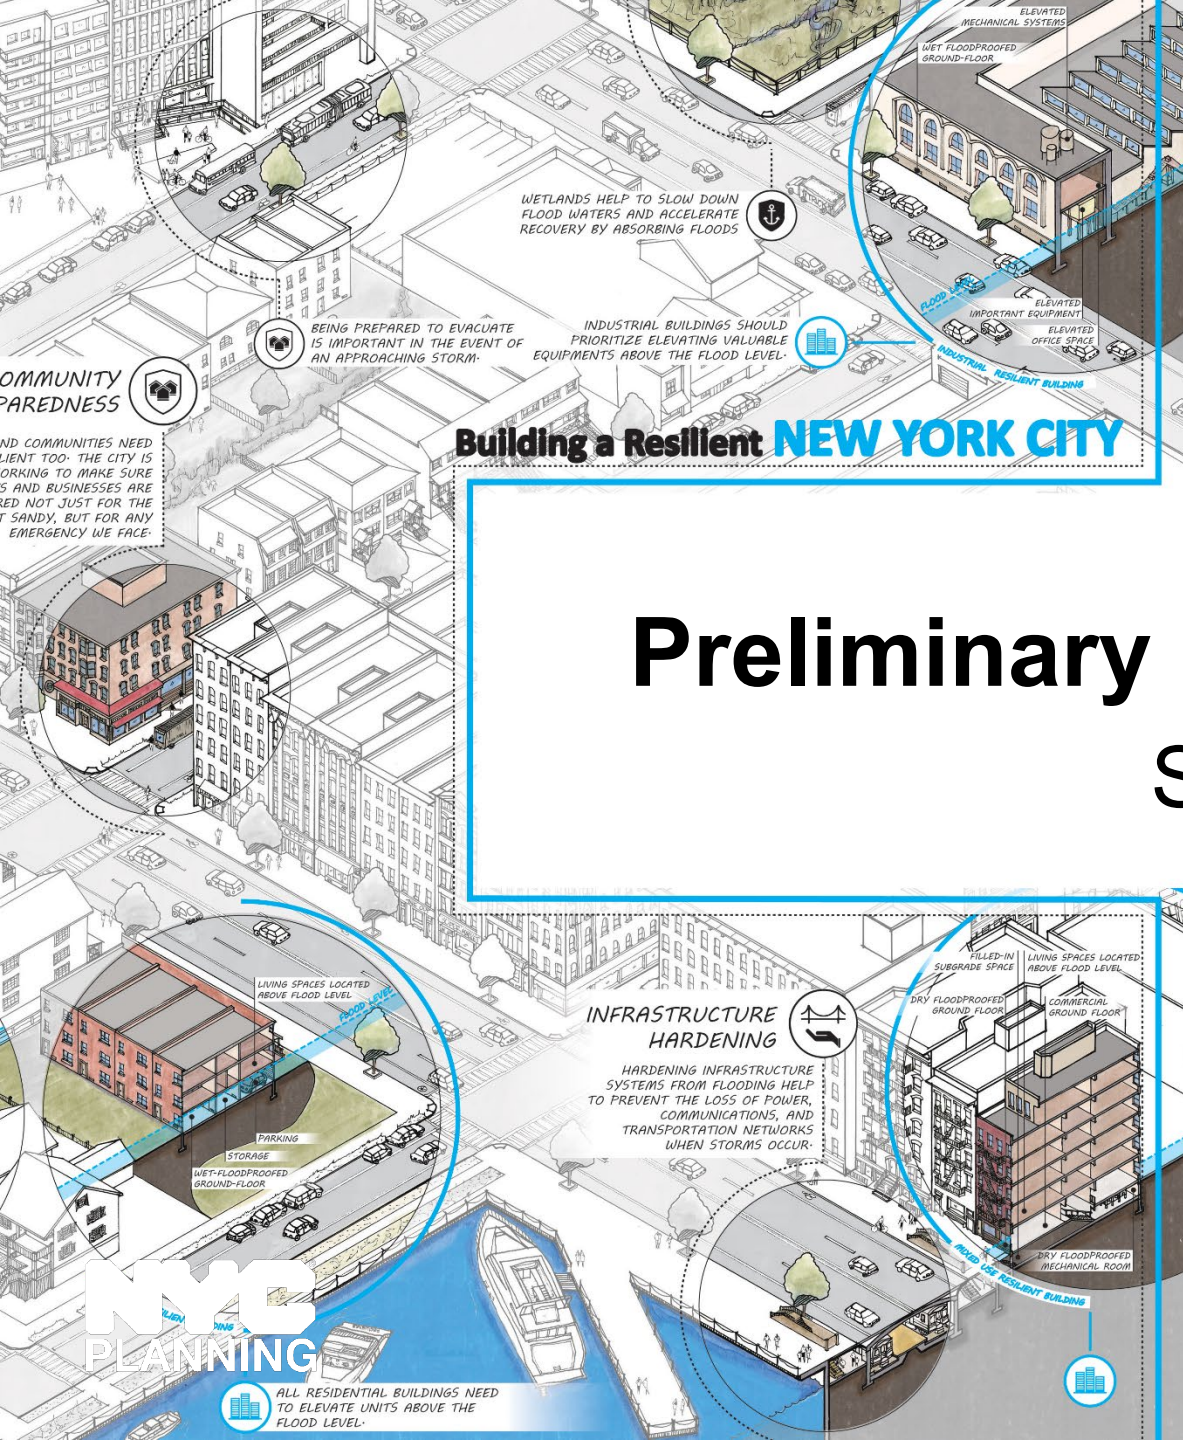 ELEVATED
MECHANICAL SYSTEMS
WET FLOODPROOFED
GROUND-FLOOR
WETLANDS HELP TO SLOW DOWN
FLOOD WATERS AND ACCELERATE
RECOVERY BY ABSORBING FLOODS
FLOOD
ELEVATED
IMPORTANT EQUIPMENT
ELEVATED
OFFICE SPACE
INDUSTRIAL RESILIENT BUILDING
BEING PREPARED TO EVACUATE
IS IMPORTANT IN THE EVENT OF
AN APPROACHING STORM.
INDUSTRIAL BUILDINGS SHOULD
PRIORITIZE ELEVATING VALUABLE
EQUIPMENTS ABOVE THE FLOOD LEVEL.
OMMUNITY
PAREDNESS
ND COMMUNITIES NEED
LIENT TOO. THE CITY IS
ORKING TO MAKE SURE
S AND BUSINESSES ARE
RED NOT JUST FOR THE
T SANDY, BUT FOR ANY
EMERGENCY WE FACE.
Building a Resilient NEW YORK CITY
Preliminary
S
LIVING SPACES LOCATED
ABOVE FLOOD LEVEL
FLOOD LEVEL
PARKING
STORAGE
WET-FLOODPROOFED
GROUND-FLOOR
INFRASTRUCTURE
HARDENING
HARDENING INFRASTRUCTURE
SYSTEMS FROM FLOODING HELP
TO PREVENT THE LOSS OF POWER,
COMMUNICATIONS, AND
TRANSPORTATION NETWORKS
WHEN STORMS OCCUR.
FILLED-IN
SUBGRADE SPACE
LIVING SPACES LOCATED
ABOVE FLOOD LEVEL
DRY FLOODPROOFED
GROUND FLOOR
COMMERCIAL
GROUND FLOOR
DRY FLOODPROOFED
MECHANICAL ROOM
MIXED USE RESILIENT BUILDING
NYC
PLANNING
ALL RESIDENTIAL BUILDINGS NEED
TO ELEVATE UNITS ABOVE THE
FLOOD LEVEL.